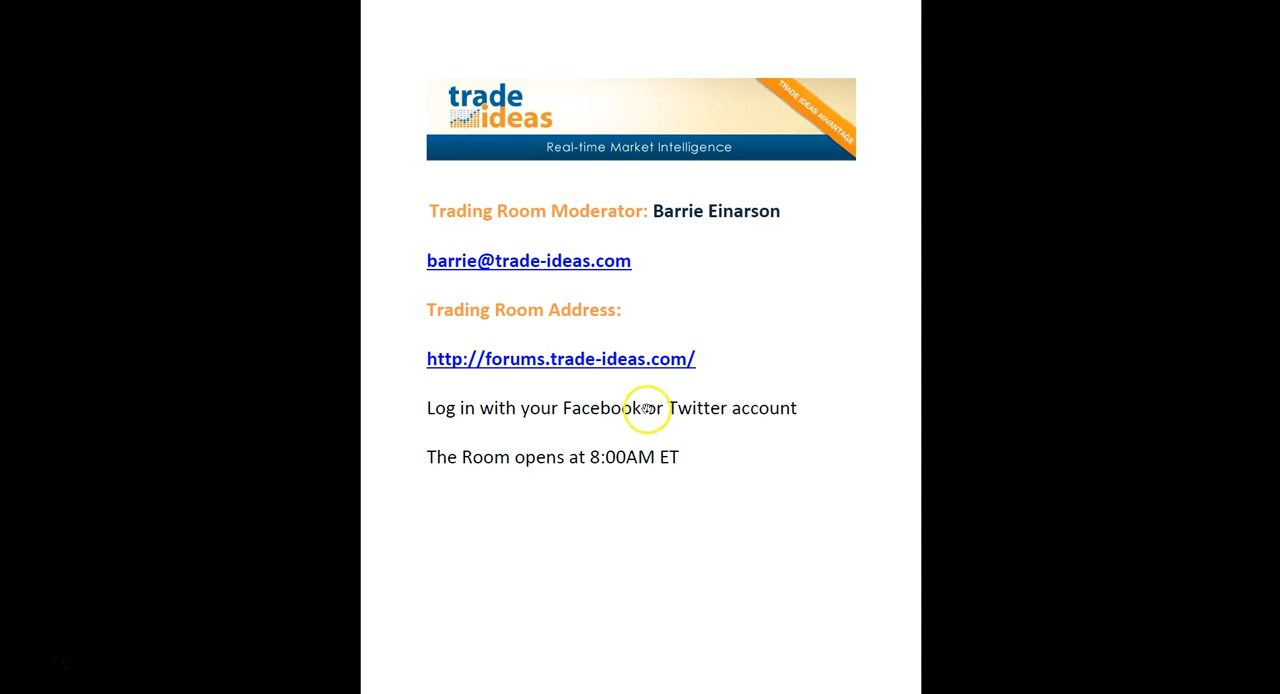 trade
ideas
TRADE IDEAS ADVANTAGE
Real-time Market Intelligence
Trading Room Moderator: Barrie Einarson
barrie@trade-ideas.com
Trading Room Address:
http://forums.trade-ideas.com/
Log in with your Facebook or Twitter account
The Room opens at 8:00AM ET